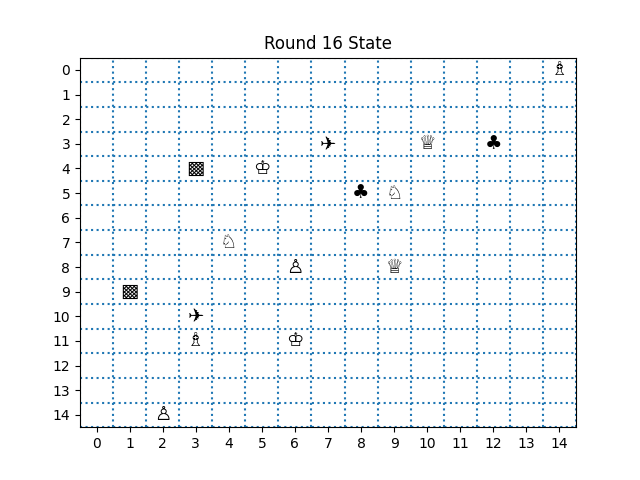 Round 16 State
0
♗
1
2
3 ✈ ♕ ♣
4 ▩ ♔
5 ♣ ♘
6
7 ♘
8 ♙ ♕
9 ▩
10 ✈
11 ♗ ♔
12
13
14 ♙
0 1 2 3 4 5 6 7 8 9 10 11 12 13 14